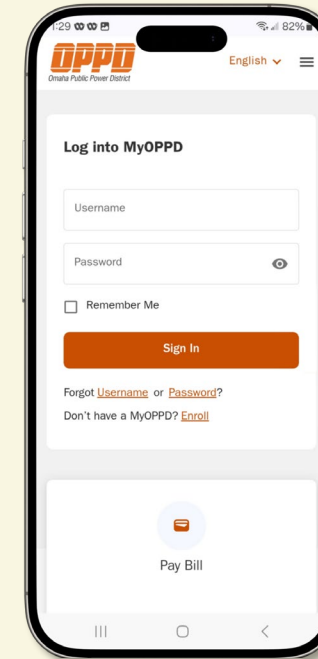 1:29
82%
OPPD
Omaha Public Power District
English
Log into MyOPPD
Username
Password
Remember Me
Sign In
Forgot Username or Password?
Don't have a MyOPPD? Enroll
Pay Bill